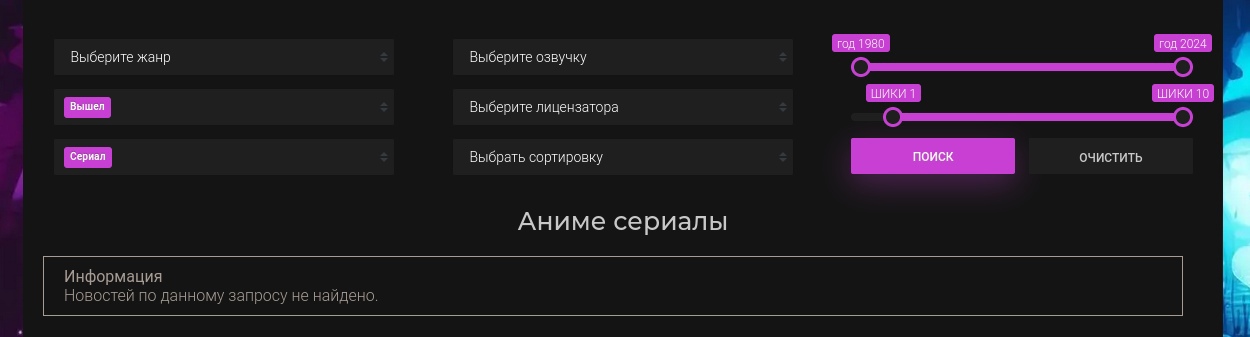 Выберите жанр
Выберите озвучку
год 1980
год 2024
Вышел
Выберите лицензатора
ШИКИ 1
ШИКИ 10
Сериал
Выбрать сортировку
ПОИСК
ОЧИСТИТЬ
Аниме сериалы
Информация
Новостей по данному запросу не найдено.